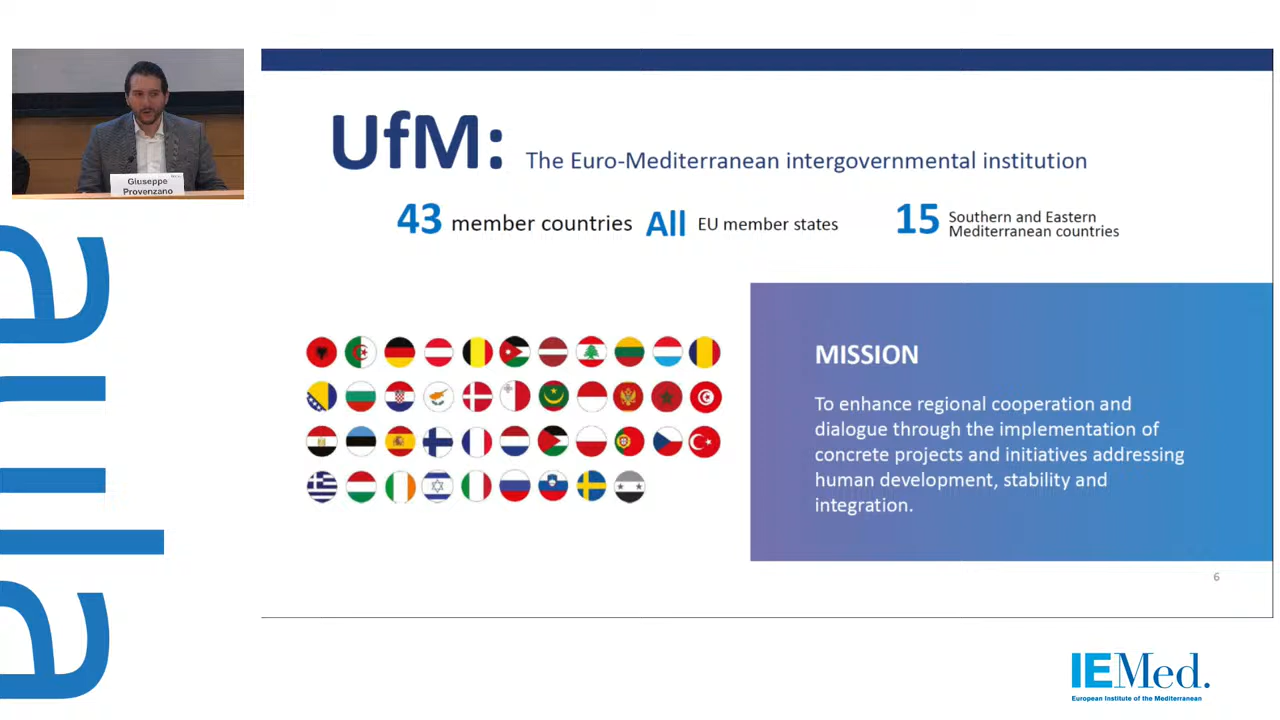 Giuseppe
Provenzano
aula
UfM: The Euro-Mediterranean intergovernmental institution
43 member countries All EU member states 15 Southern and Eastern
Mediterranean countries
MISSION
To enhance regional cooperation and
dialogue through the implementation of
concrete projects and initiatives addressing
human development, stability and
integration.
6
IEMed.
European Institute of the Mediterranean